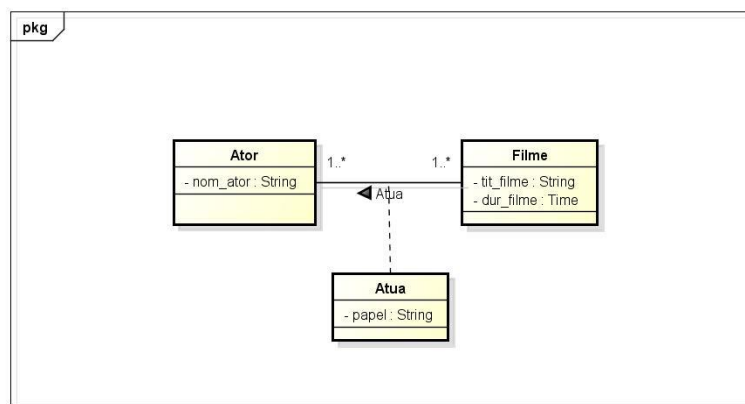 pkg
Ator
- nom_ator : String
1..*
1..*
Atua
Filme
- tit_filme : String
- dur_filme : Time
Atua
- papel : String